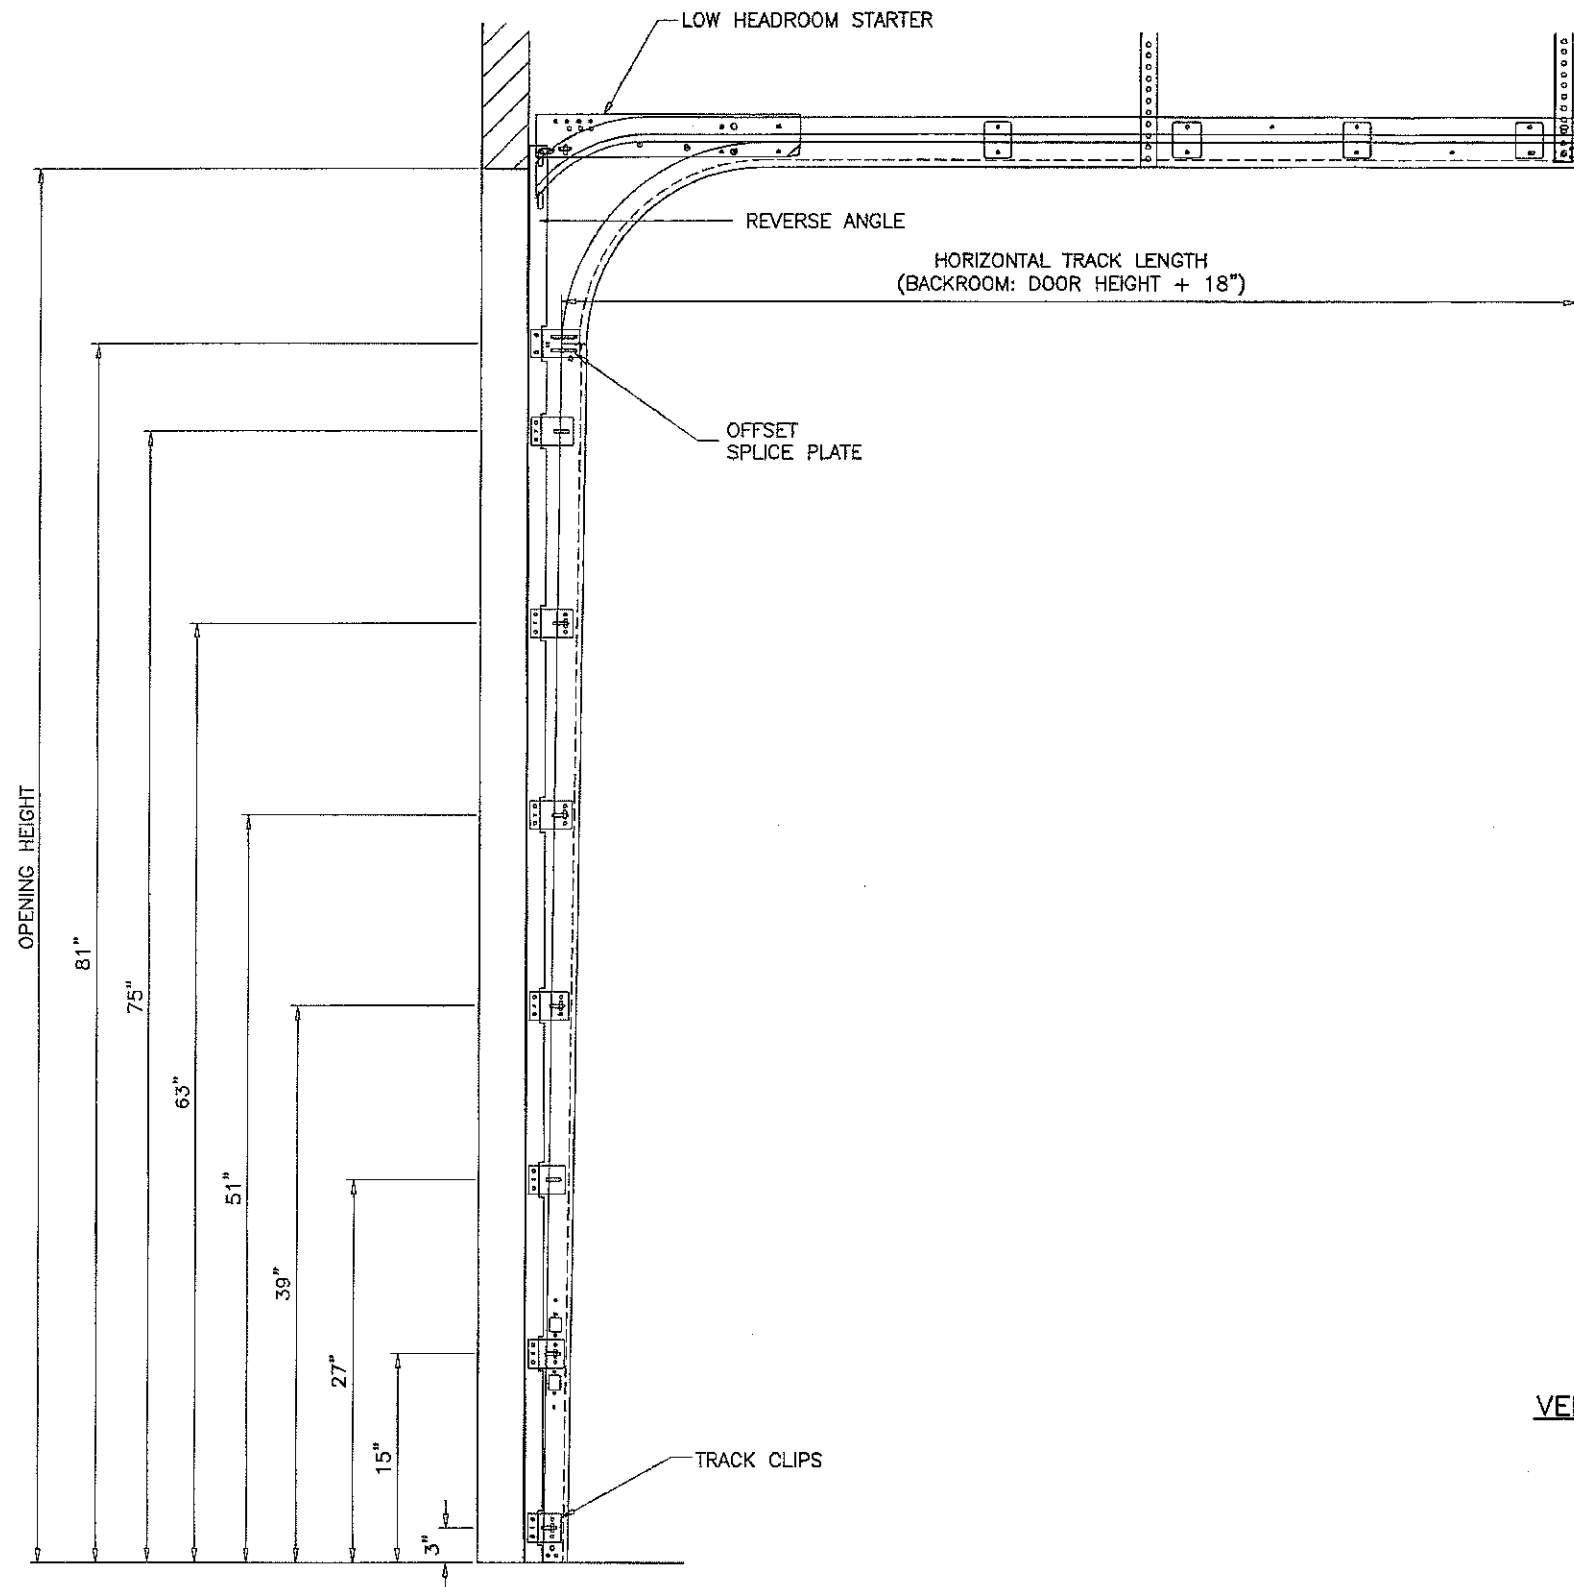 LOW HEADROOM STARTER
REVERSE ANGLE
HORIZONTAL TRACK LENGTH
(BACKROOM: DOOR HEIGHT + 18")
OFFSET
SPLICE PLATE
OPENING HEIGHT
81"
75"
63"
51"
39"
27"
15"
3"
TRACK CLIPS